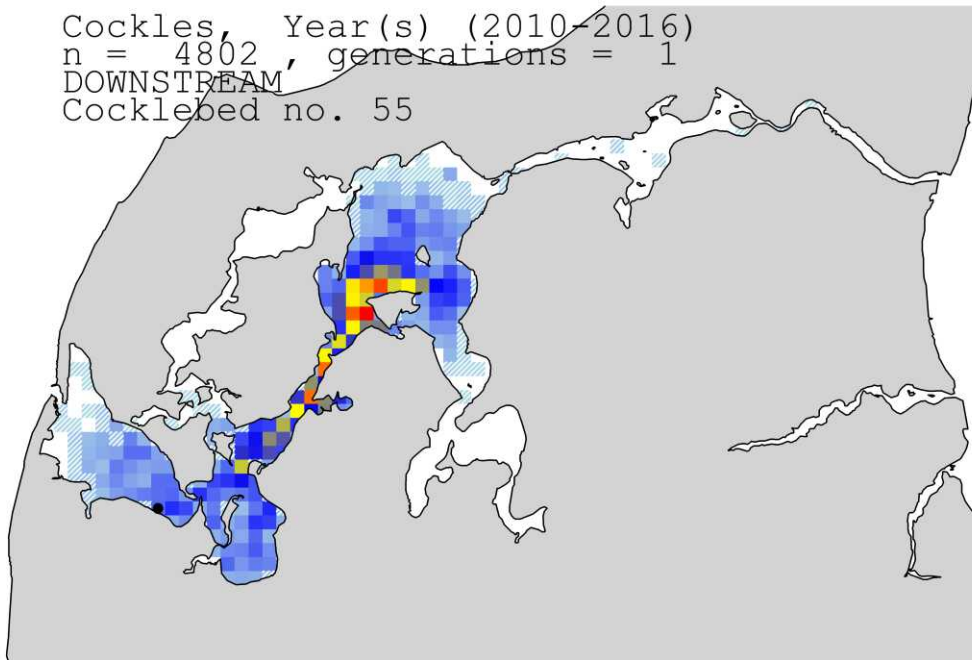 Cockles, Year(s) (2010-2016)
n = 4802 , generations = 1
DOWNSTREAM
Cocklebed no. 55